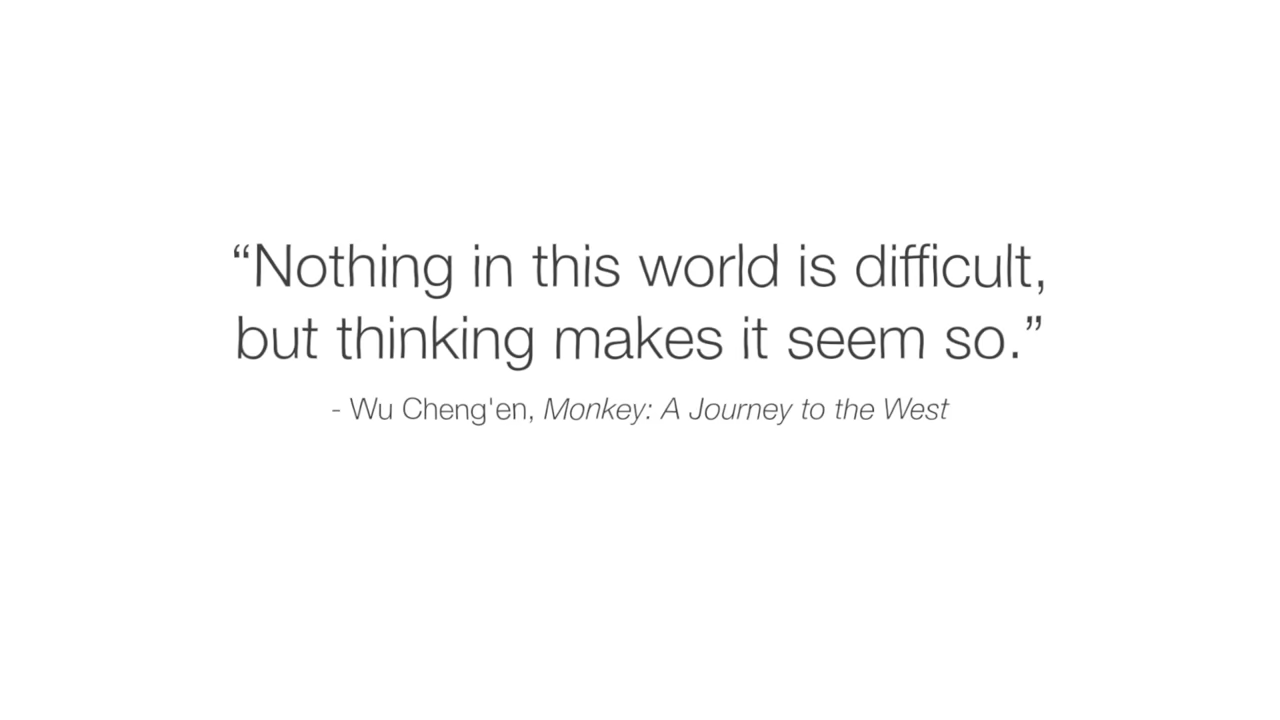 “Nothing in this world is difficult,
but thinking makes it seem so.”
- Wu Cheng'en, Monkey: A Journey to the West